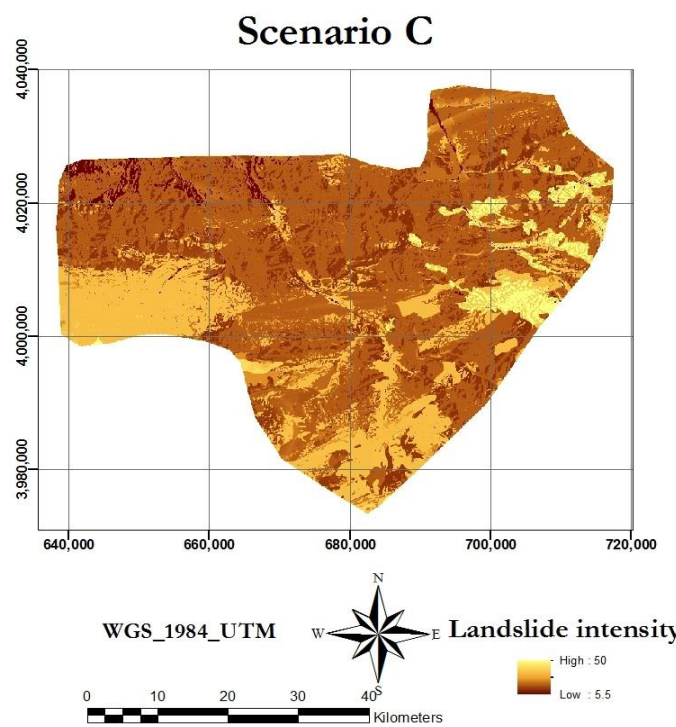 Scenario C
4,040,000
4,020,000
4,000,000
3,980,000
640,000 660,000 680,000 700,000 720,000
N
WGS_1984_UTM W E Landslide intensity
S
High : 50
Low : 5.5
0 10 20 30 40
Kilometers